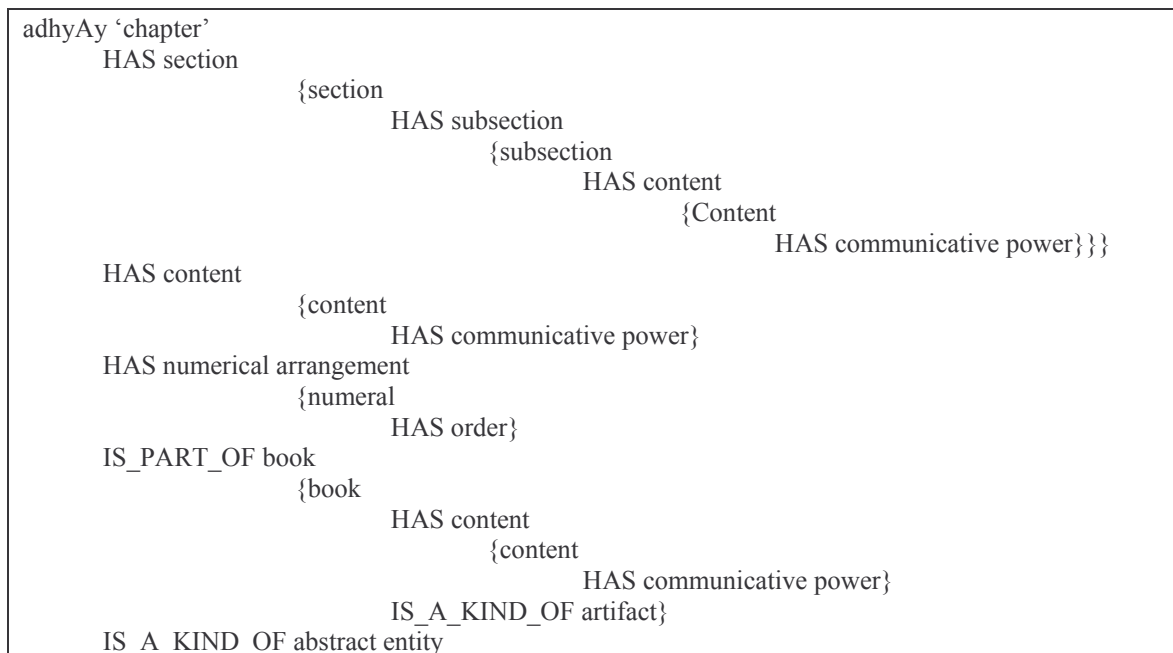 adhyAy ‘chapter’
HAS section
{section
HAS subsection
{subsection
HAS content
{Content
HAS communicative power}}}
HAS content
{content
HAS communicative power}
HAS numerical arrangement
{numeral
HAS order}
IS_PART_OF book
{book
HAS content
{content
HAS communicative power}
IS_A_KIND_OF artifact}
IS_A_KIND_OF abstract entity